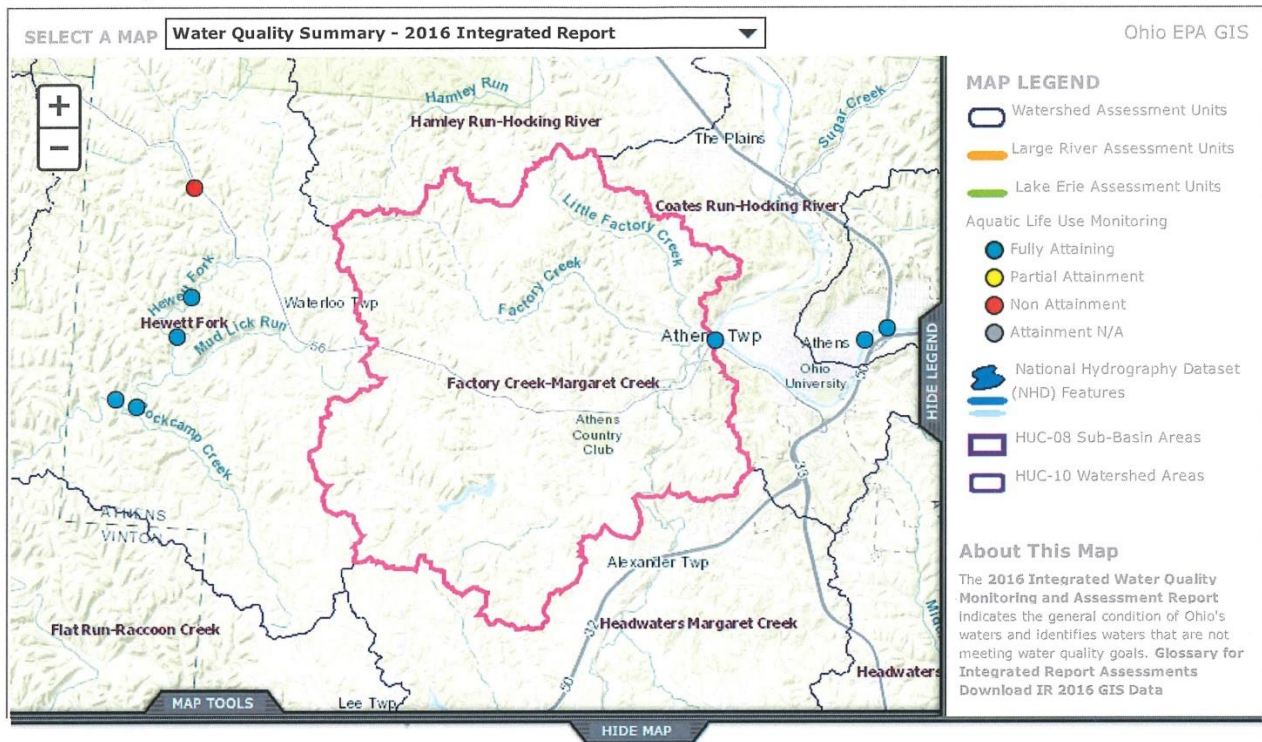 SELECT A MAP
Water Quality Summary - 2016 Integrated Report
Ohio EPA GIS
+
−
Hamley Run
Hamley Run-Hocking River
Sugar Creek
The Plains
Coates Run-Hocking River
Little Factory Creek
Factory Creek
Waterloo Twp
Hewett Fork
Hewett Fork
Mud Lick Run
56
Athens Twp
Athens
Ohio
University
50
Factory Creek-Margaret Creek
Athens
Country
Club
Rockcamp Creek
33
ATHENS
VINTON
Alexander Twp
Flat Run-Raccoon Creek
32
50
Headwaters Margaret Creek
Headwaters
Lee Twp
MAP TOOLS
HIDE MAP
HIDE LEGEND
MAP LEGEND
Watershed Assessment Units
Large River Assessment Units
Lake Erie Assessment Units
Aquatic Life Use Monitoring
Fully Attaining
Partial Attainment
Non Attainment
Attainment N/A
National Hydrography Dataset
(NHD) Features
HUC-08 Sub-Basin Areas
HUC-10 Watershed Areas
About This Map
The 2016 Integrated Water Quality
Monitoring and Assessment Report
indicates the general condition of Ohio's
waters and identifies waters that are not
meeting water quality goals. Glossary for
Integrated Report Assessments
Download IR 2016 GIS Data